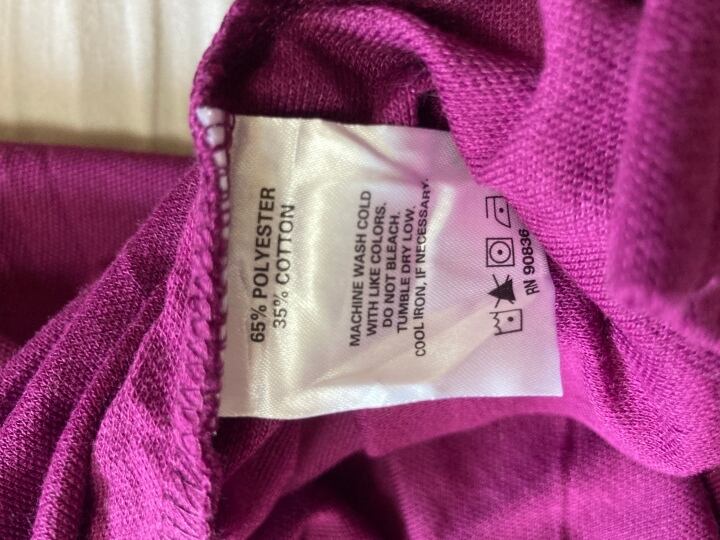 65% POLYESTER
35% COTTON
MACHINE WASH COLD
WITH LIKE COLORS.
DO NOT BLEACH.
TUMBLE DRY LOW.
COOL IRON, IF NECESSARY.
RN 90836